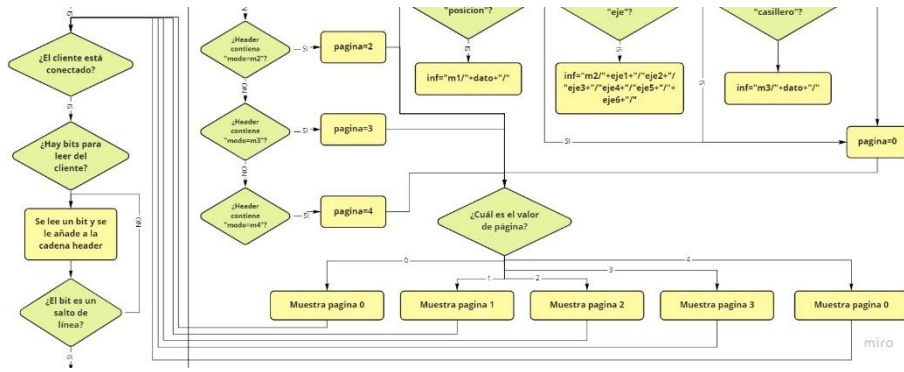 ¿El cliente está
conectado?
SI
¿Hay bits para
leer del
cliente?
SI
Se lee un bit y se
le añade a la
cadena header
NO
¿El bit es un
salto de
línea?
SI
NO
¿Header
contiene
"modo=m2"?
SI
pagina=2
NO
¿Header
contiene
"modo=m3"?
SI
pagina=3
NO
¿Header
contiene
"modo=m4"?
SI
pagina=4
"posicion"?
SI
inf="m1/"+dato+"/"
"eje"?
SI
inf="m2/"+eje1+"/"eje2+"/
"eje3+"/"eje4+"/"eje5+"/"+
eje6+"/"
"casillero"?
inf="m3/"+dato+"/"
SI
SI
pagina=0
¿Cuál es el valor
de página?
0
1
2
3
4
Muestra pagina 0
Muestra pagina 1
Muestra pagina 2
Muestra pagina 3
Muestra pagina 0
miro